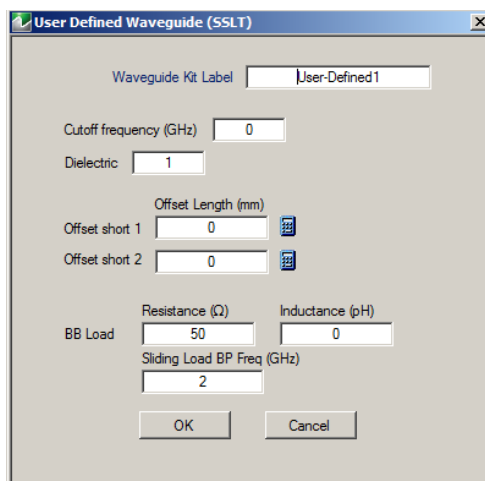 User Defined Waveguide (SSLT)
Waveguide Kit Label User-Defined1
Cutoff frequency (GHz) 0
Dielectric 1
Offset Length (mm)
Offset short 1 0
Offset short 2 0
Resistance (Ω) Inductance (pH)
BB Load 50 0
Sliding Load BP Freq (GHz)
2
OK Cancel